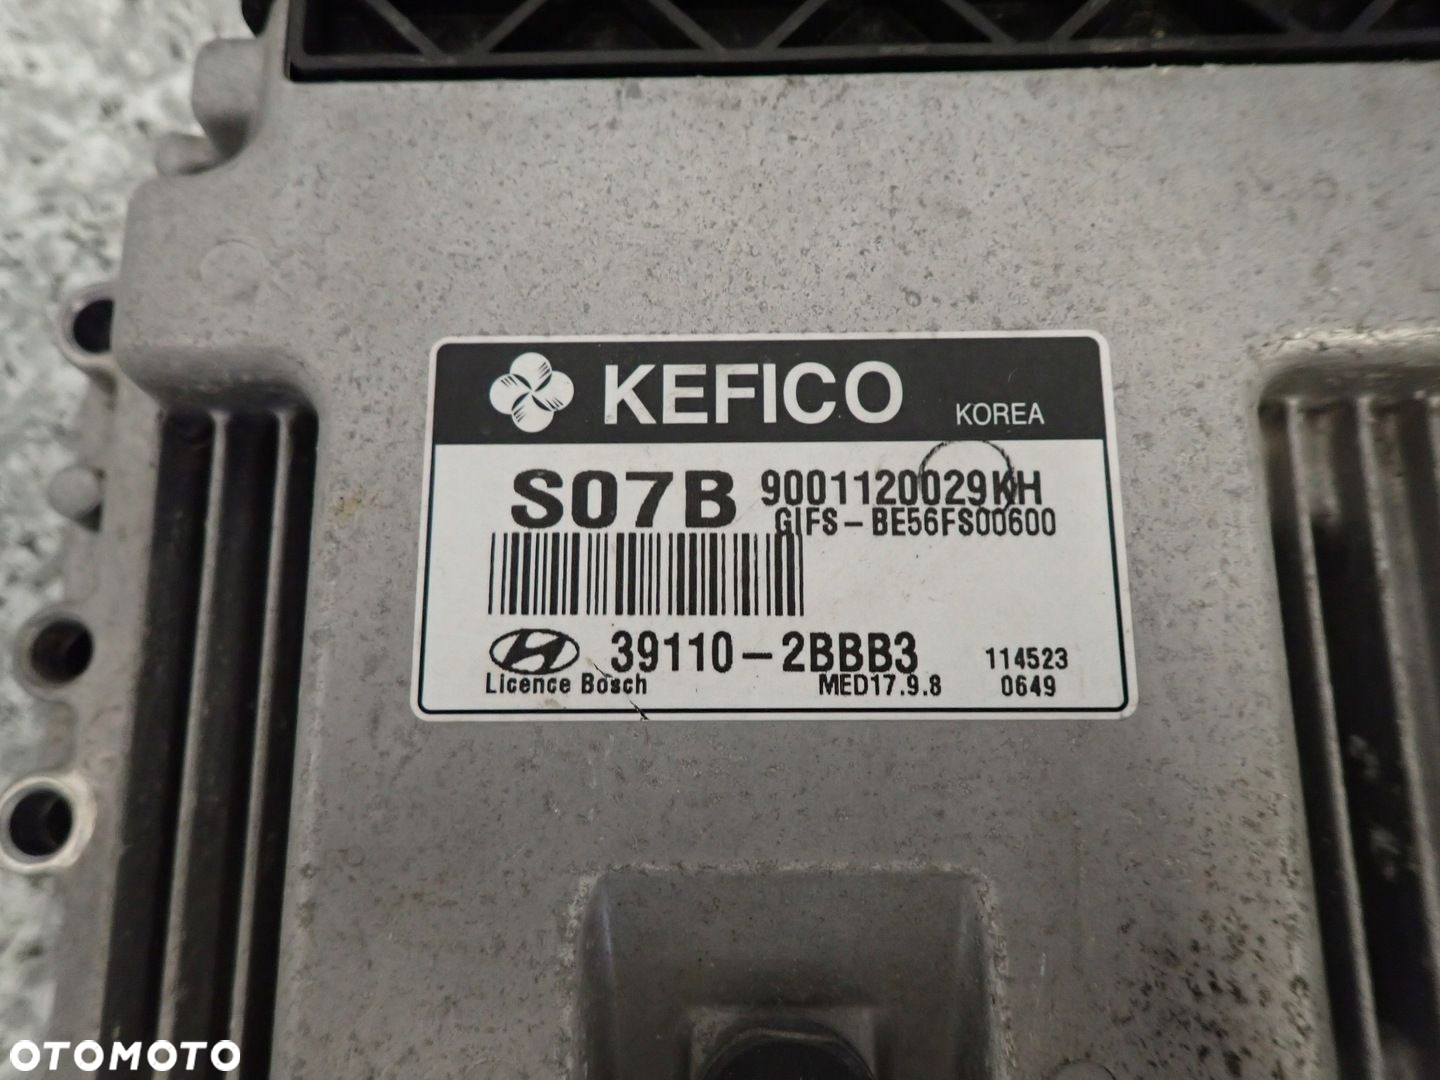 KEFICO KOREA
S07B 9001120029KH
GIFS-BE56FS00600
39110-2BBB3 114523
Licence Bosch MED17.9.8 0649
OTOMOTO